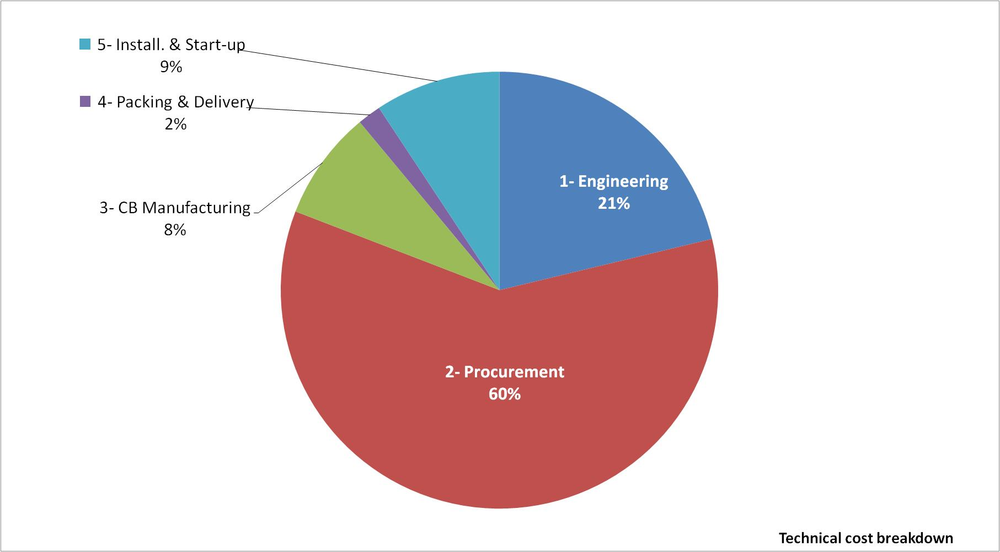 5- Install. & Start-up
9%
4- Packing & Delivery
2%
3- CB Manufacturing
8%
1- Engineering
21%
2- Procurement
60%
Technical cost breakdown